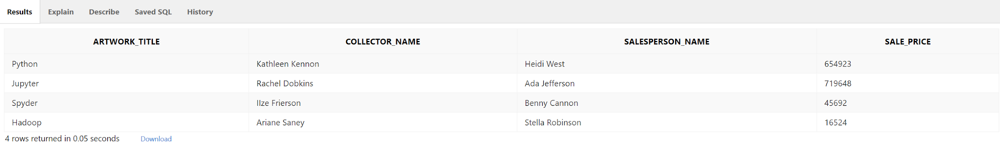 Results Explain Describe Saved SQL History
ARTWORK_TITLE COLLECTOR_NAME SALESPERSON_NAME SALE_PRICE
Python Kathleen Kennon Heidi West 654923
Jupyter Rachel Dobkins Ada Jefferson 719648
Spyder IIze Frierson Benny Cannon 45692
Hadoop Ariane Saney Stella Robinson 16524
4 rows returned in 0.05 seconds Download